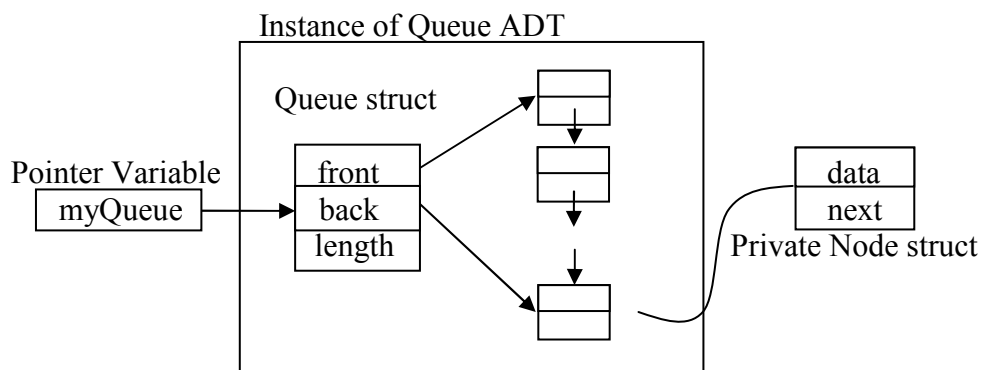 Instance of Queue ADT
Queue struct
Pointer Variable
myQueue
front
back
length
data
next
Private Node struct